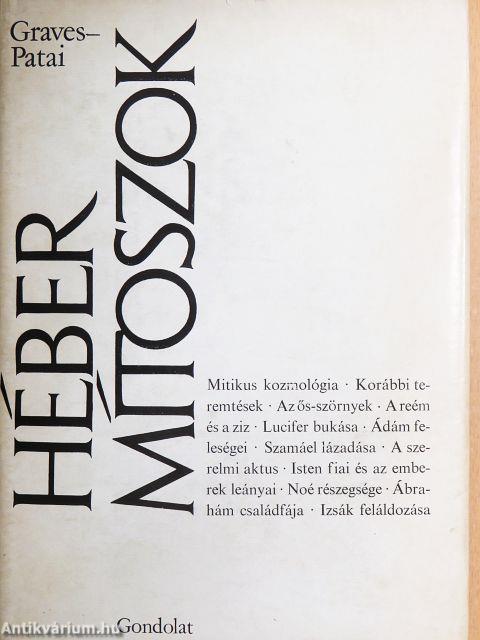 Graves–
Patai
HÉBER
MÍTOSZOK
Mitikus kozmológia · Korábbi te-
remtések · Az ős-szörnyek · A reém
és a ziz · Lucifer bukása · Ádám fe-
leségei · Szamáel lázadása · A sze-
relmi aktus · Isten fiai és az embe-
rek leányai · Noé részegsége · Ábra-
hám családfája · Izsák feláldozása
Gondolat
Antikvárium.hu